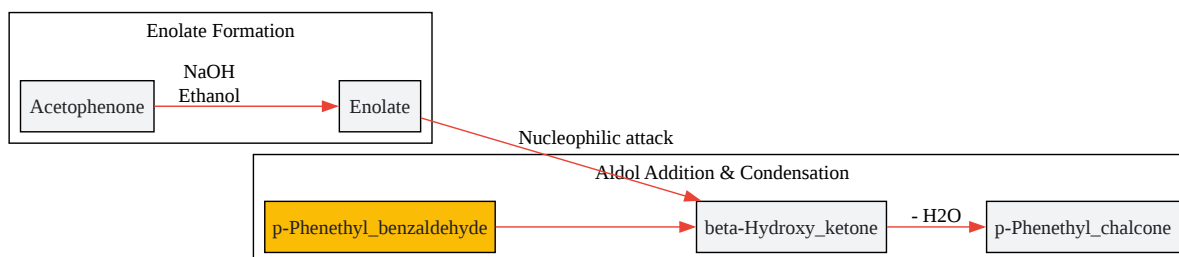 Enolate Formation
NaOH
Ethanol
Acetophenone
Enolate
Nucleophilic attack
Aldol Addition & Condensation
p-Phenethyl_benzaldehyde
beta-Hydroxy_ketone
- H2O
p-Phenethyl_chalcone